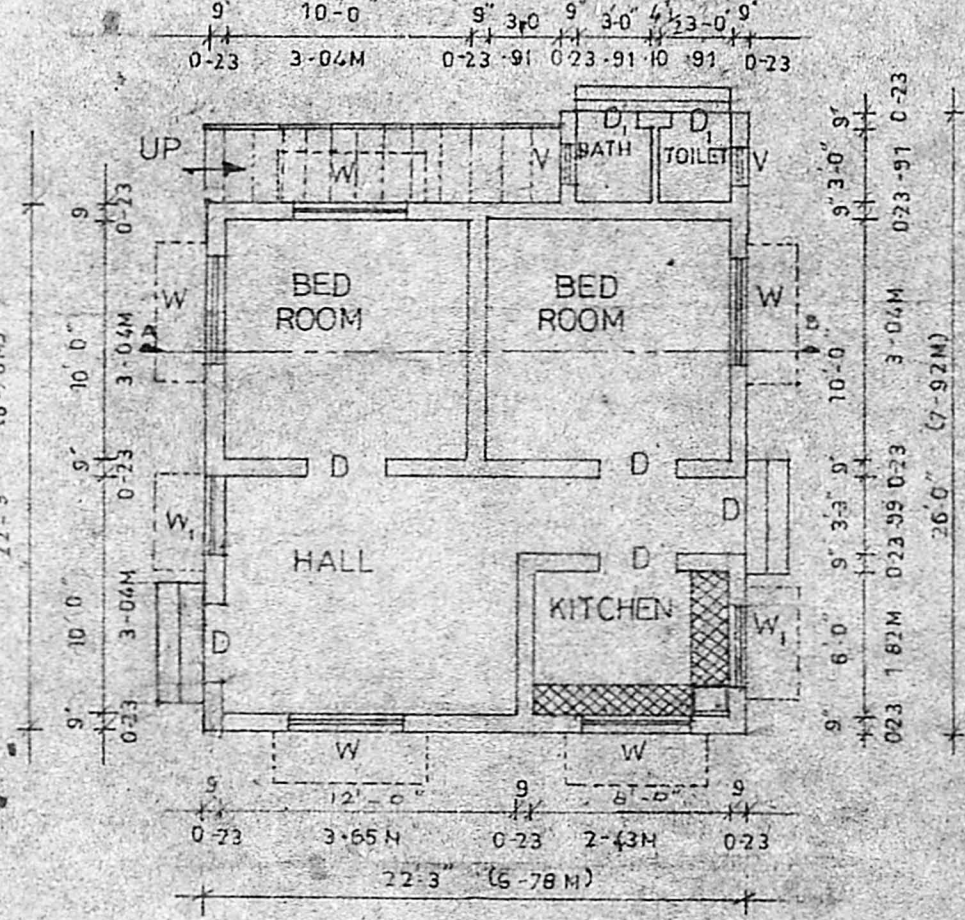 9" 10'-0" 9" 3'0 9" 3'-0" 4½" 3-0" 9"
0-23 3-04M 0-23 -91 0-23 -91 -10 -91 0-23
UP
W
V
D1
BATH
D1
TOILET
V
9" 0-23
9" 3'-0" 9"
0-23 -91 0-23
9 0-23
BED
ROOM
BED
ROOM
W
W
10'0" 3-04M
10'-0" 3-04M
26'0" (7-92M)
9" 0-23
D
D
9" 0-23
W1
HALL
D
D
3'3" -99
9" 0-23
KITCHEN
W1
10'0" 3-04M
D
6'0" 1 82M
9" 0-23
9" 023
W
W
9 12'-0" 9 8'-0" 9
0-23 3-65M 0-23 2-43M 0-23
22'-3" (6-78M)